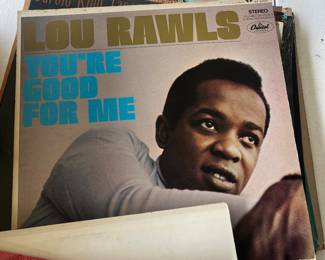 LOU RAWLS
STEREO
Capitol
YOU'RE
GOOD
FOR ME